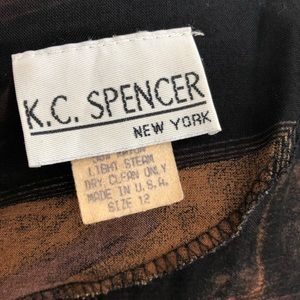 K.C. SPENCER
NEW YORK
LIGHT STEAM
DRY CLEAN ONLY
MADE IN U.S.A.
SIZE 12